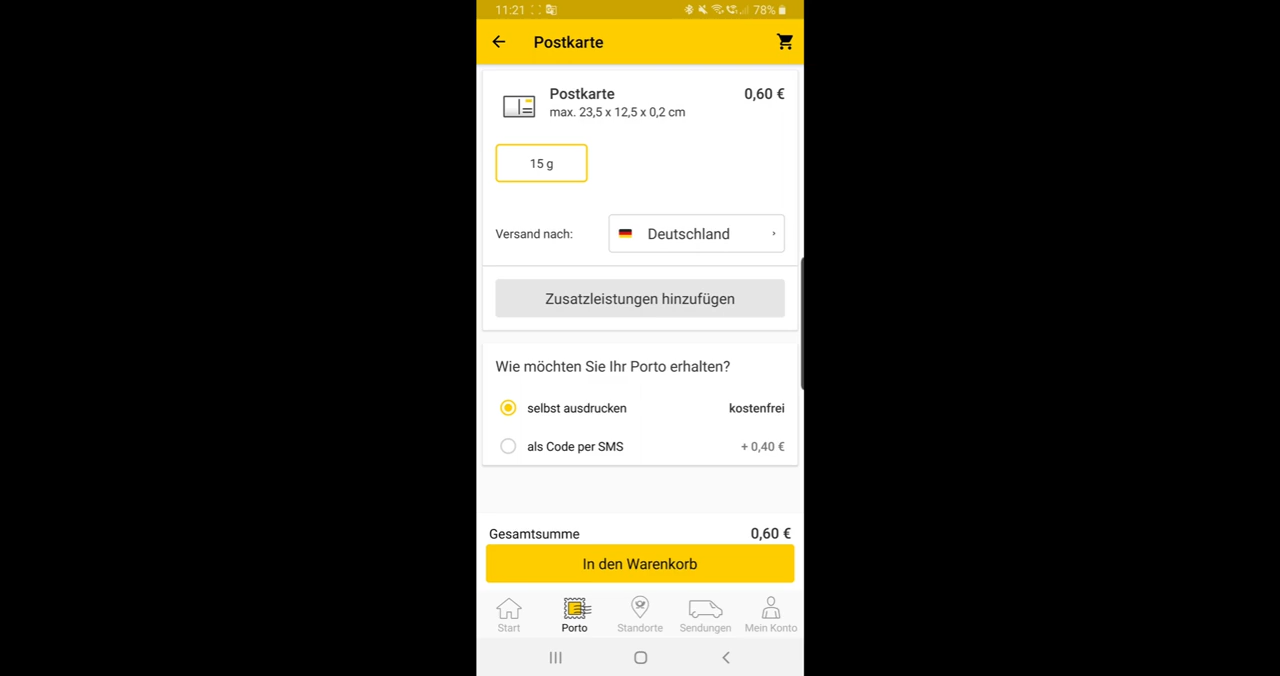 11:21 78%
Postkarte
Postkarte 0,60 €
max. 23,5 x 12,5 x 0,2 cm
15 g
Versand nach: Deutschland
Zusatzleistungen hinzufügen
Wie möchten Sie Ihr Porto erhalten?
selbst ausdrucken kostenfrei
als Code per SMS + 0,40 €
Gesamtsumme 0,60 €
In den Warenkorb
Start Porto Standorte Sendungen Mein Konto